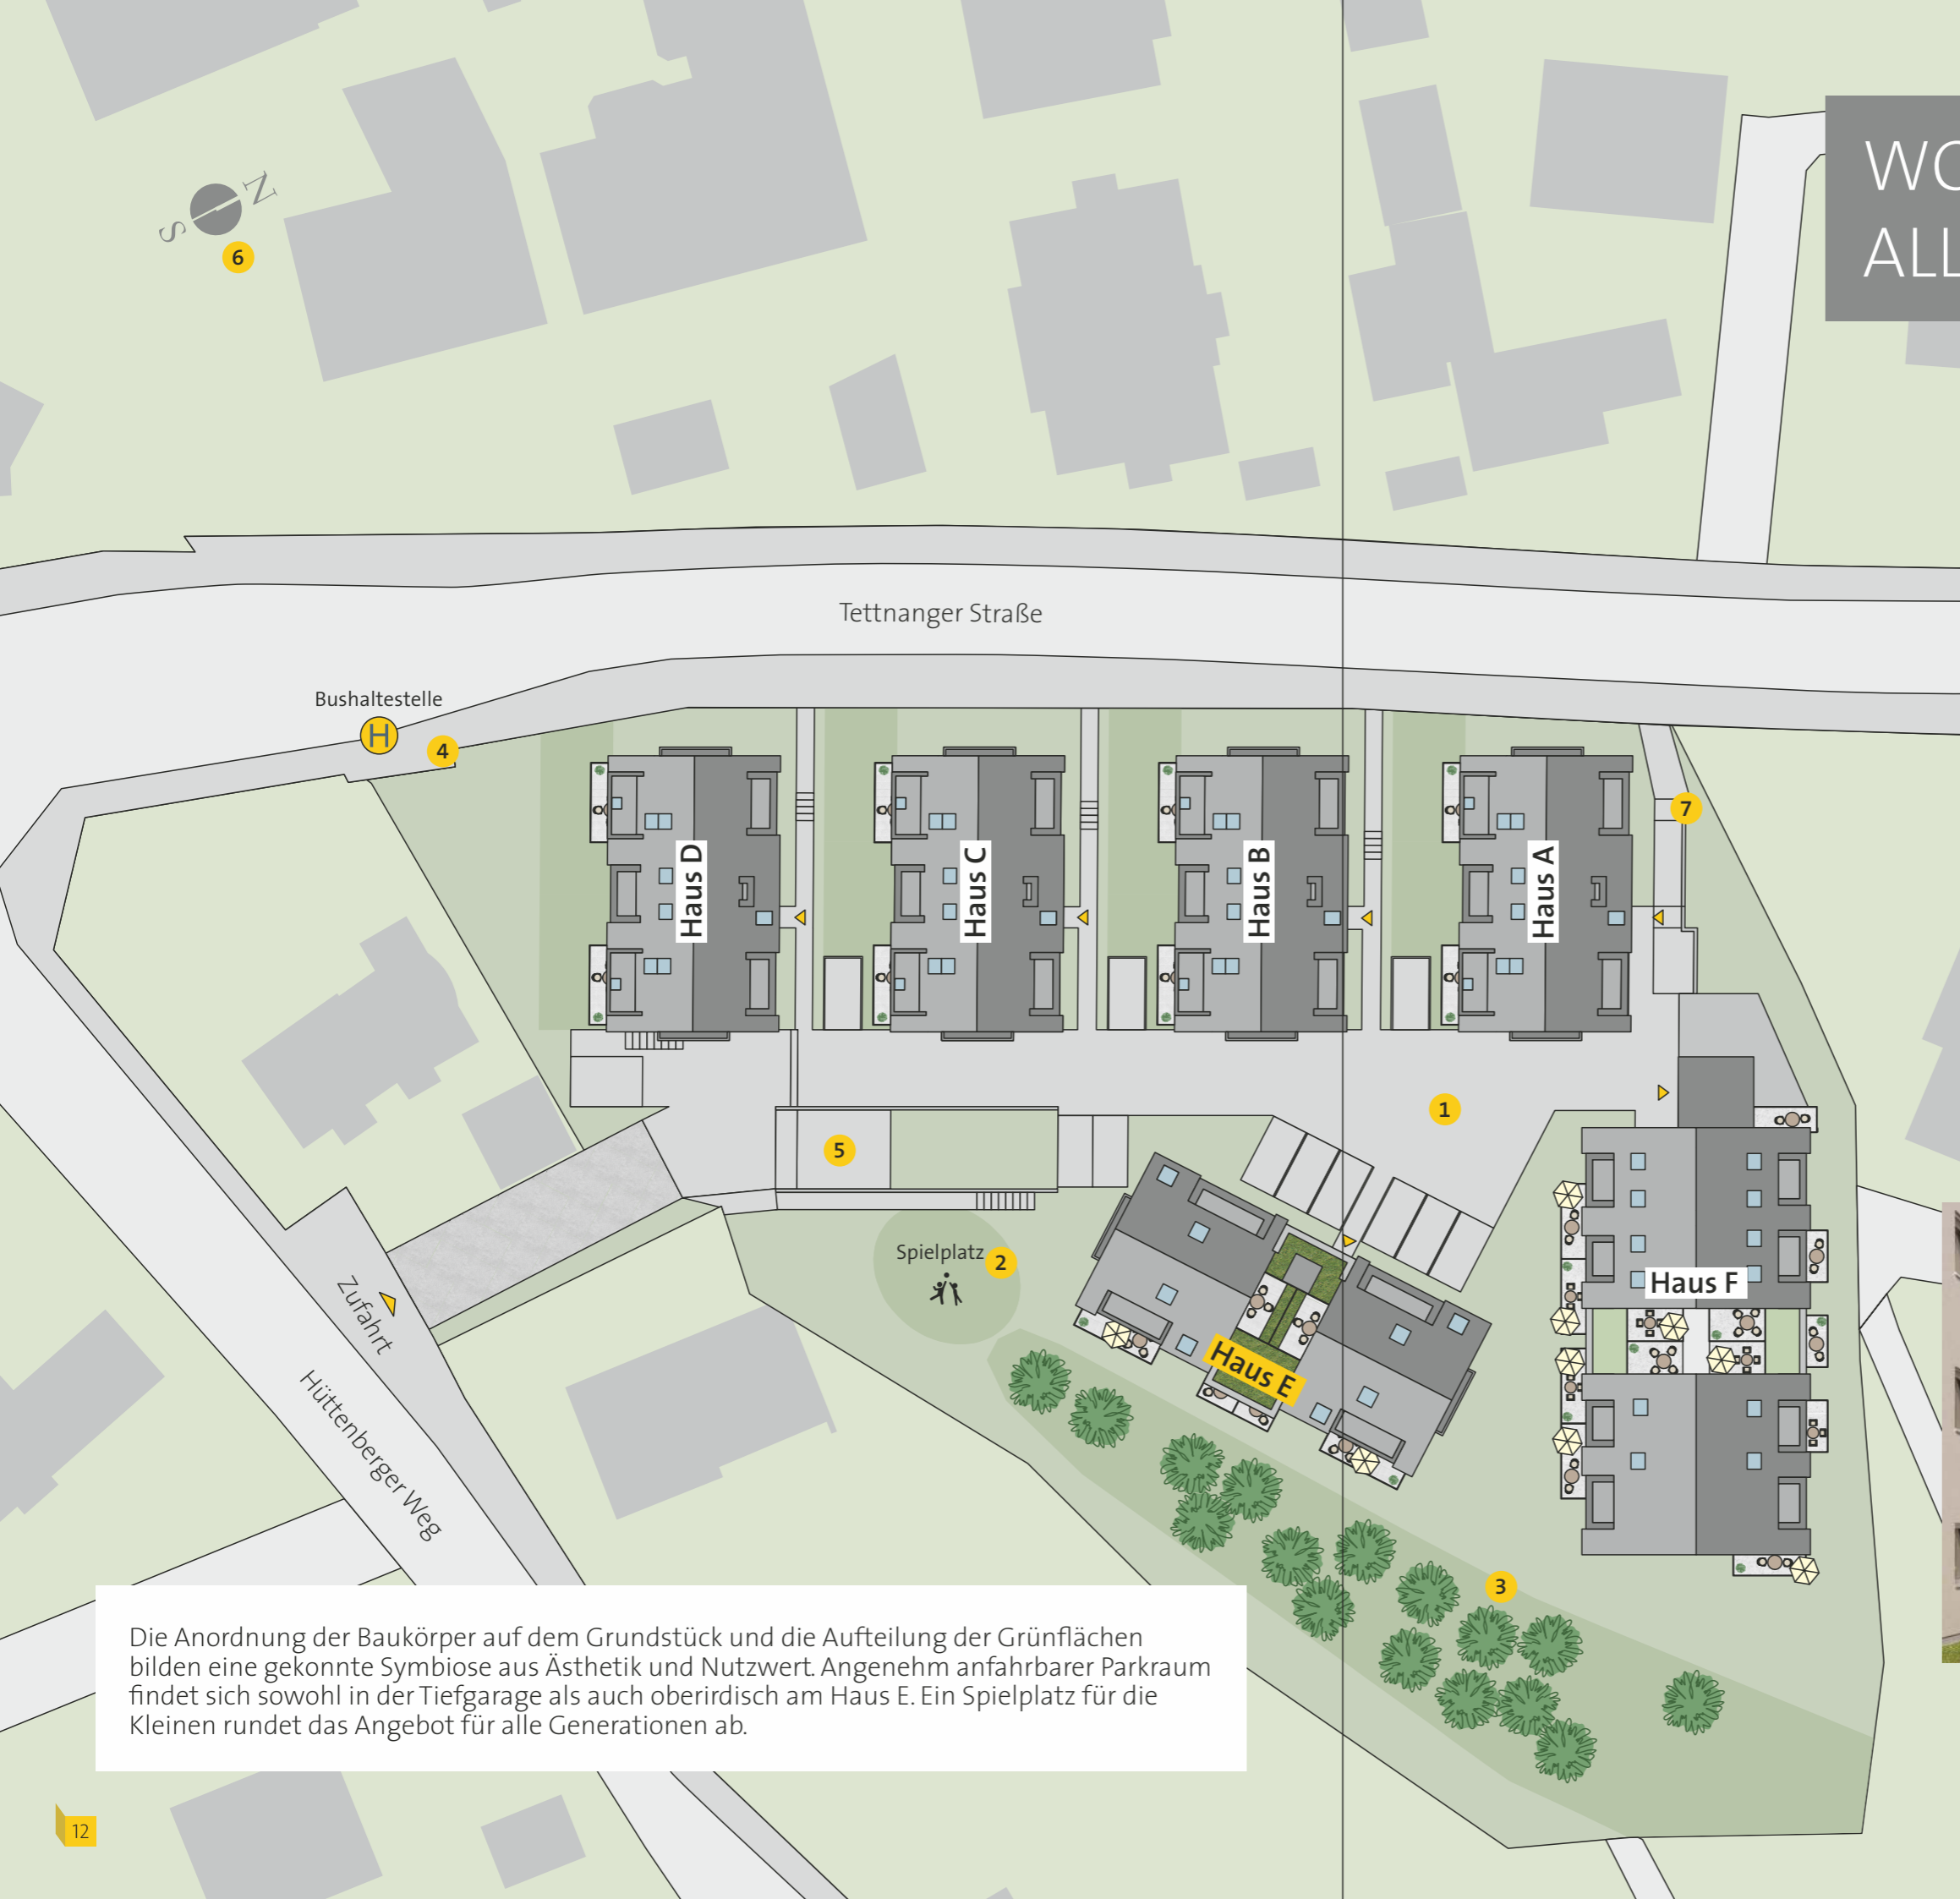 WO
ALL
N
S
6
Tettnanger Straße
Bushaltestelle
H
4
7
Haus D
Haus C
Haus B
Haus A
1
5
Spielplatz
2
Haus F
Haus E
Zufahrt
Hüttenberger Weg
3
Die Anordnung der Baukörper auf dem Grundstück und die Aufteilung der Grünflächen
bilden eine gekonnte Symbiose aus Ästhetik und Nutzwert. Angenehm anfahrbarer Parkraum
findet sich sowohl in der Tiefgarage als auch oberirdisch am Haus E. Ein Spielplatz für die
Kleinen rundet das Angebot für alle Generationen ab.
12